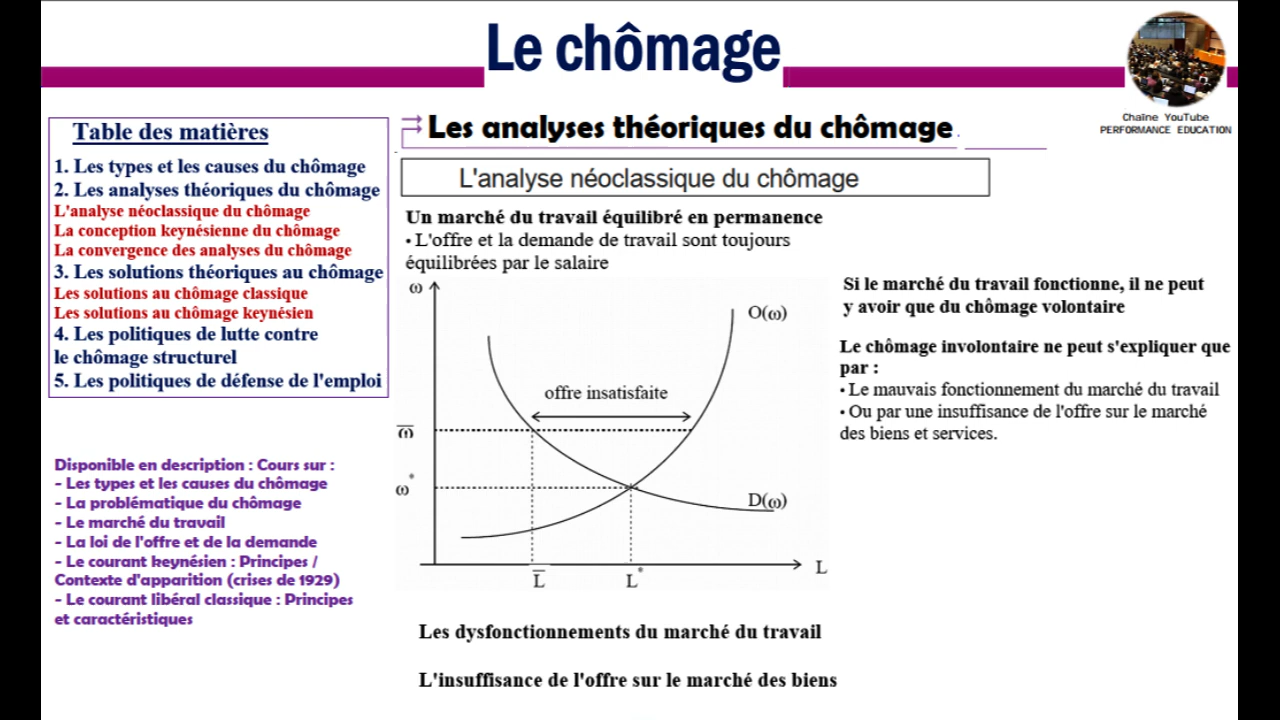 Le chômage
Chaîne YouTube
PERFORMANCE EDUCATION
Table des matières
1. Les types et les causes du chômage
2. Les analyses théoriques du chômage
L'analyse néoclassique du chômage
La conception keynésienne du chômage
La convergence des analyses du chômage
3. Les solutions théoriques au chômage
Les solutions au chômage classique
Les solutions au chômage keynésien
4. Les politiques de lutte contre
le chômage structurel
5. Les politiques de défense de l'emploi
Disponible en description : Cours sur :
- Les types et les causes du chômage
- La problématique du chômage
- Le marché du travail
- La loi de l'offre et de la demande
- Le courant keynésien : Principes /
Contexte d'apparition (crises de 1929)
- Le courant libéral classique : Principes
et caractéristiques
Les analyses théoriques du chômage
L'analyse néoclassique du chômage
Un marché du travail équilibré en permanence
• L'offre et la demande de travail sont toujours
équilibrées par le salaire
ω
O(ω)
offre insatisfaite
ω̅
ω*
D(ω)
L
L̅
L*
Si le marché du travail fonctionne, il ne peut
y avoir que du chômage volontaire
Le chômage involontaire ne peut s'expliquer que
par :
• Le mauvais fonctionnement du marché du travail
• Ou par une insuffisance de l'offre sur le marché
des biens et services.
Les dysfonctionnements du marché du travail
L'insuffisance de l'offre sur le marché des biens